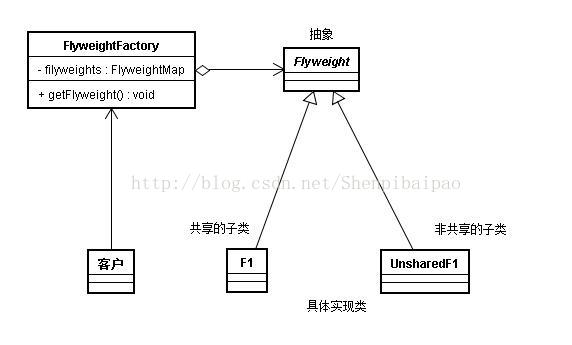 抽象
FlyweightFactory
- filyweights : FlyweightMap
+ getFlyweight() : void
Flyweight
http://blog.csdn.net/Shenpibaipao
共享的子类
非共享的子类
客户
F1
UnsharedF1
具体实现类